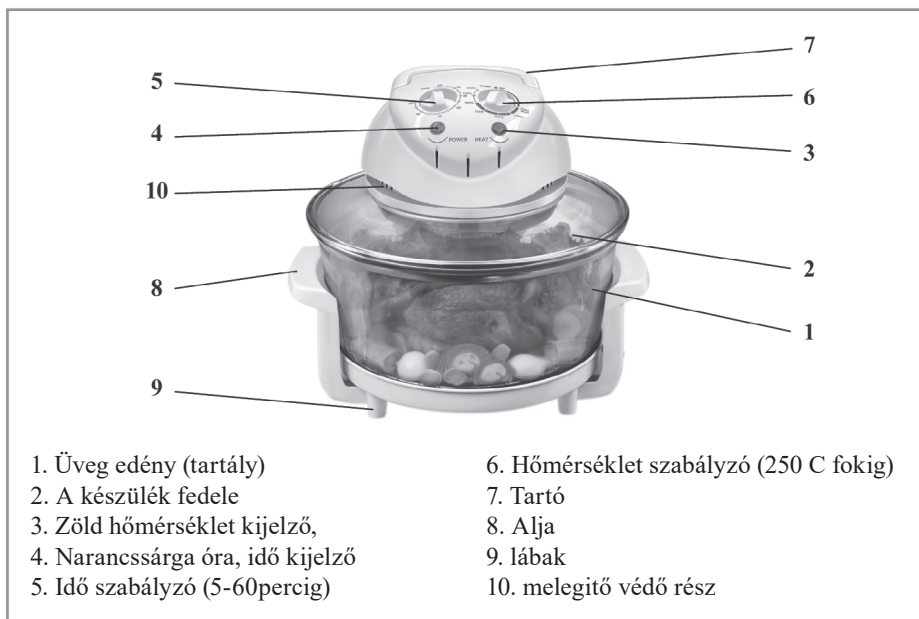 7
5
6
4
POWER HEAT
3
10
2
8
1
9
1. Üveg edény (tartály)
2. A készülék fedele
3. Zöld hőmérséklet kijelző,
4. Narancssárga óra, idő kijelző
5. Idő szabályzó (5-60percig)
6. Hőmérséklet szabályzó (250 C fokig)
7. Tartó
8. Alja
9. lábak
10. melegitő védő rész